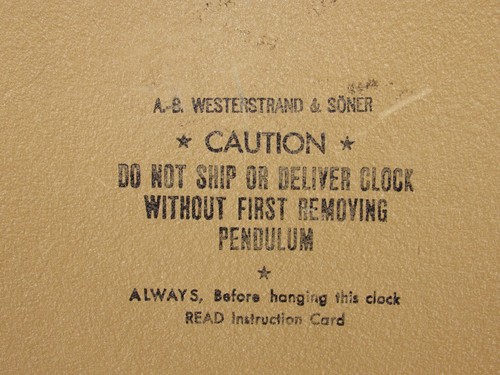 A.-B. WESTERSTRAND & SÖNER
★ CAUTION ★
DO NOT SHIP OR DELIVER CLOCK
WITHOUT FIRST REMOVING
PENDULUM
★
ALWAYS, Before hanging this clock
READ Instruction Card